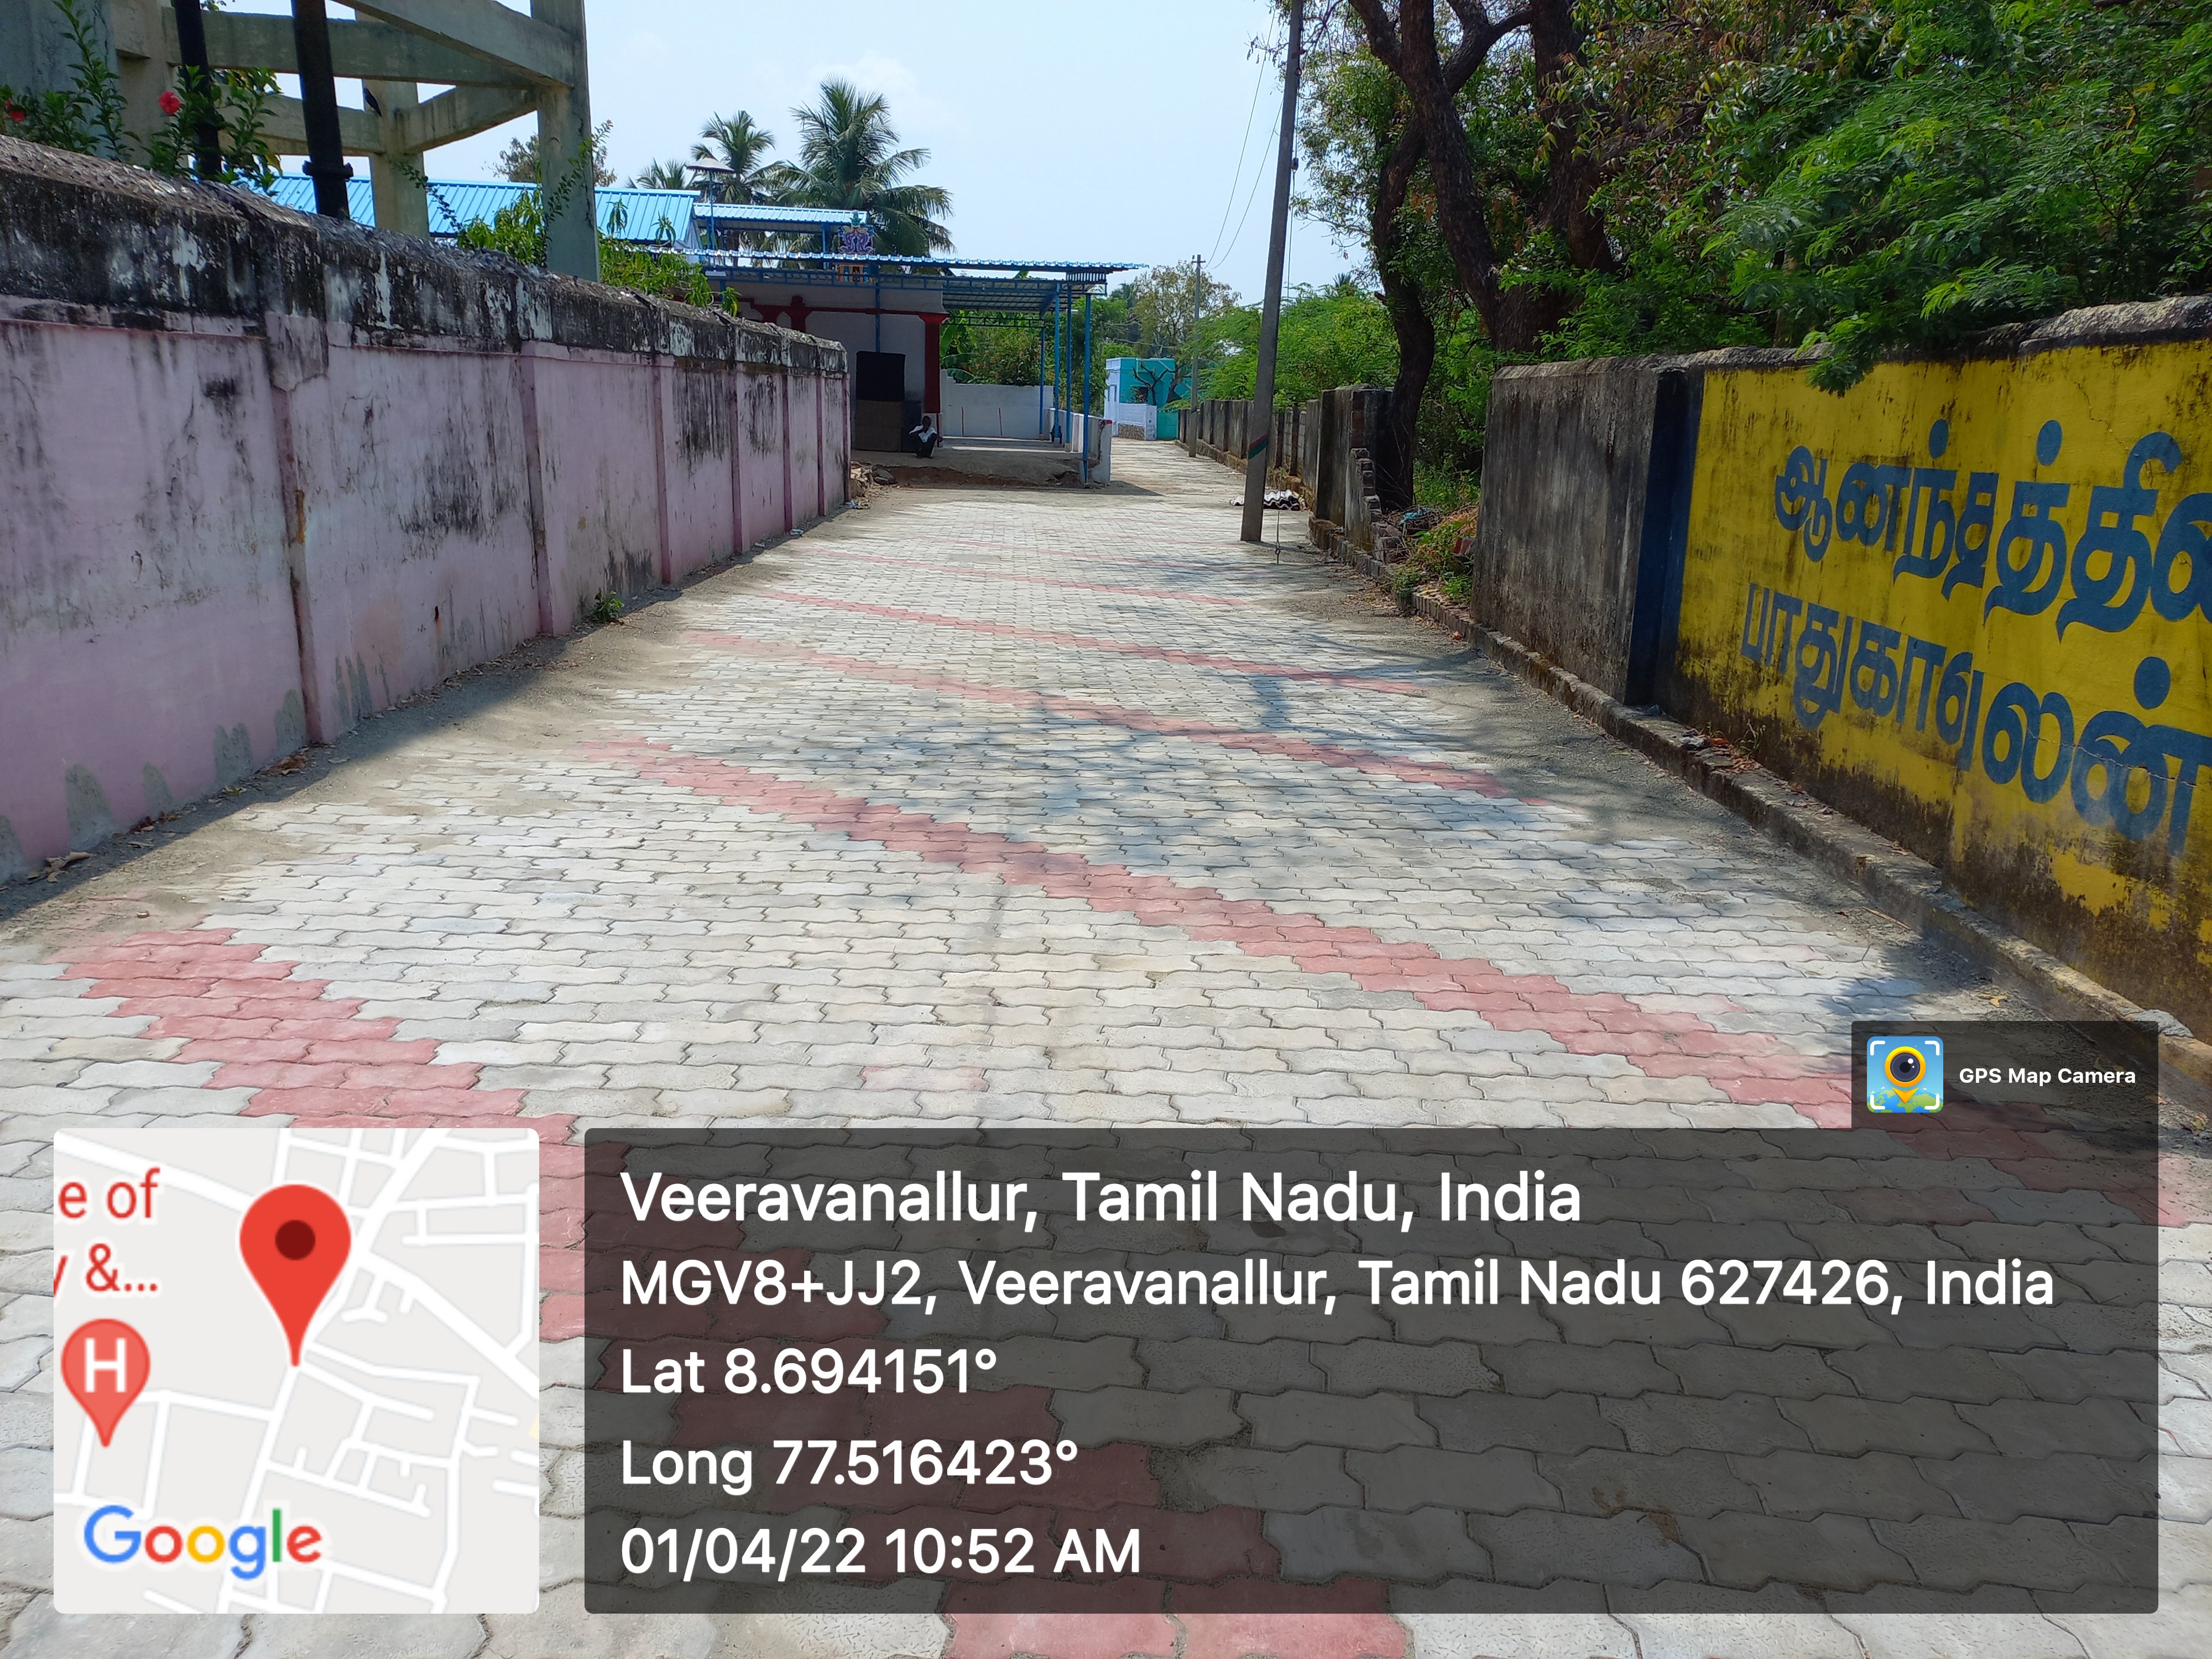 ஆனந்தத்தின்
பாதுகாவலன்
GPS Map Camera
Veeravanallur, Tamil Nadu, India
MGV8+JJ2, Veeravanallur, Tamil Nadu 627426, India
Lat 8.694151°
Long 77.516423°
01/04/22 10:52 AM
e of
y &...
H
Google